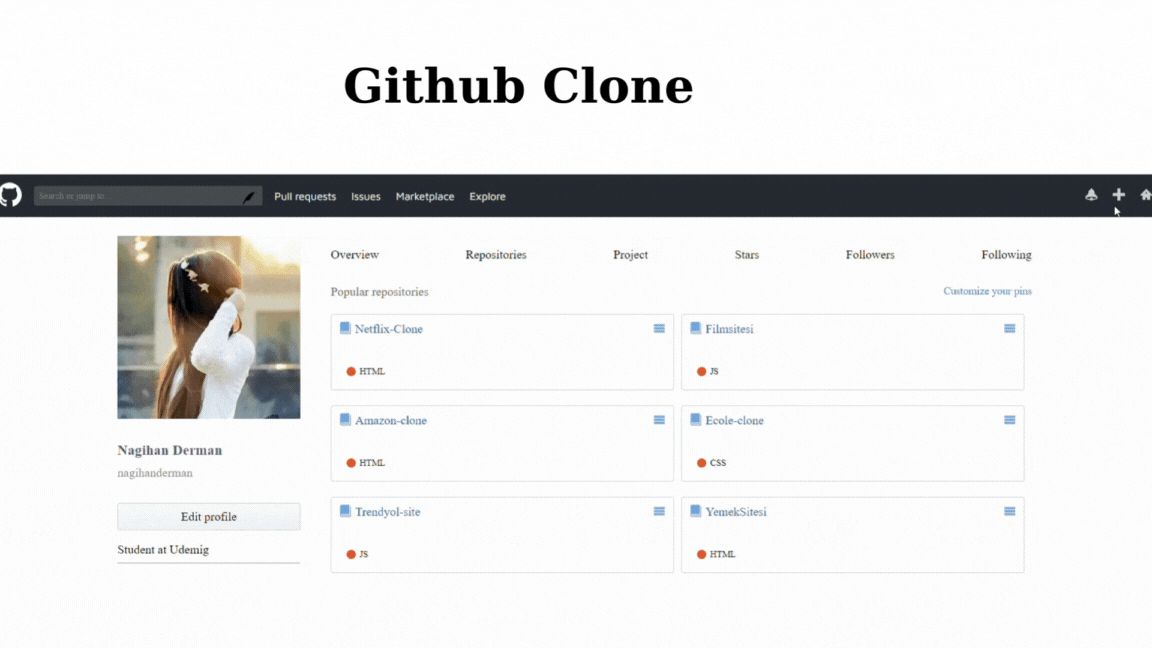 Github Clone
Search or jump to
Pull requests Issues Marketplace Explore
Overview Repositories Project Stars Followers Following
Popular repositories Customize your pins
Netflix-Clone Filmsitesi
HTML JS
Amazon-clone Ecole-clone
HTML CSS
Trendyol-site YemekSitesi
JS HTML
Nagihan Derman
nagihanderman
Edit profile
Student at Udemig